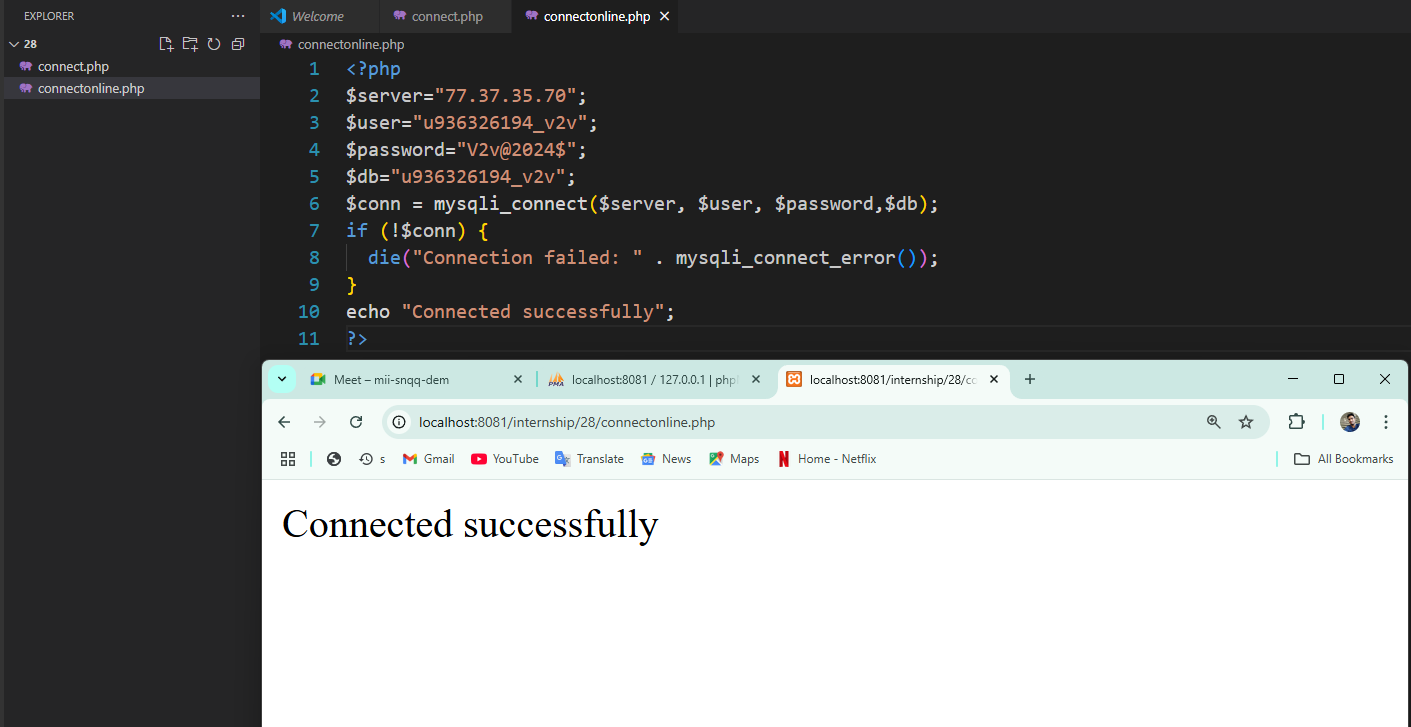 EXPLORER
28
connect.php
connectonline.php
Welcome
connect.php
connectonline.php
connectonline.php
1 <?php
2 $server="77.37.35.70";
3 $user="u936326194_v2v";
4 $password="V2v@2024$";
5 $db="u936326194_v2v";
6 $conn = mysqli_connect($server, $user, $password,$db);
7 if (!$conn) {
8 die("Connection failed: " . mysqli_connect_error());
9 }
10 echo "Connected successfully";
11 ?>
Meet – mii-snqq-dem
PMA
localhost:8081 / 127.0.0.1 | php
localhost:8081/internship/28/cc
localhost:8081/internship/28/connectonline.php
s
Gmail
YouTube
Translate
News
Maps
Home - Netflix
All Bookmarks
Connected successfully